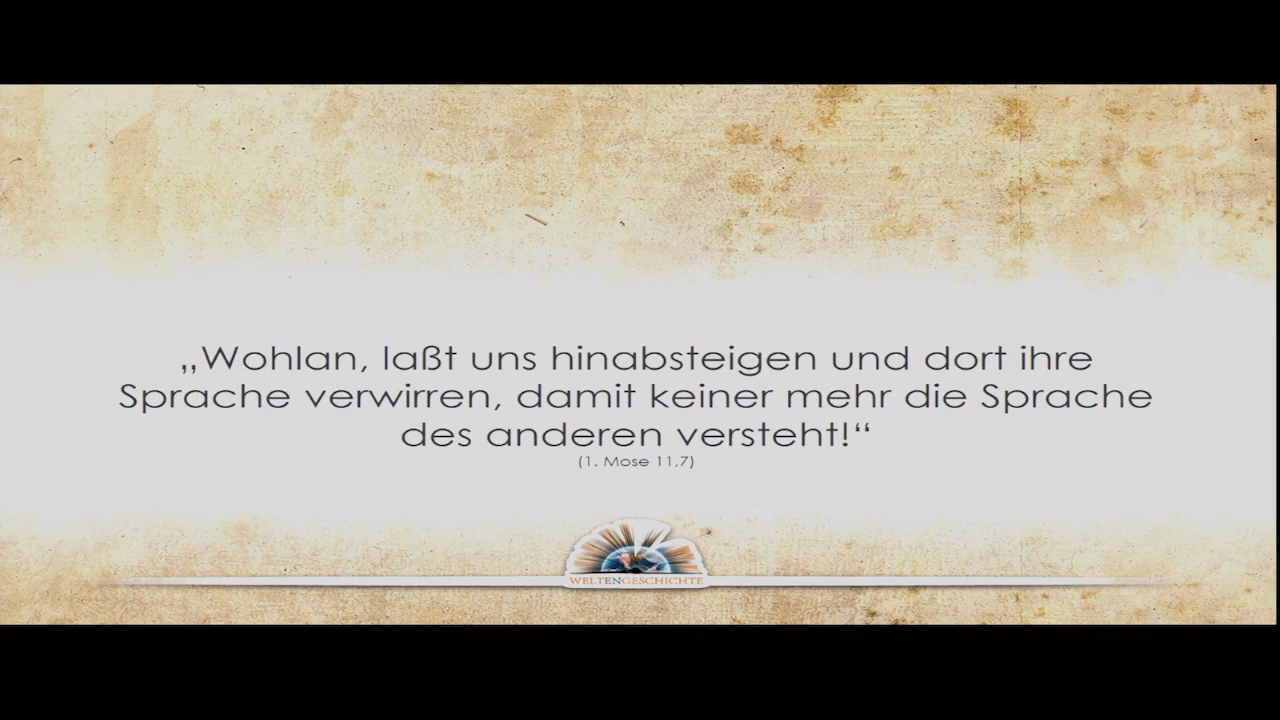 „Wohlan, laßt uns hinabsteigen und dort ihre
Sprache verwirren, damit keiner mehr die Sprache
des anderen versteht!“
(1. Mose 11,7)
WELTENGESCHICHTE